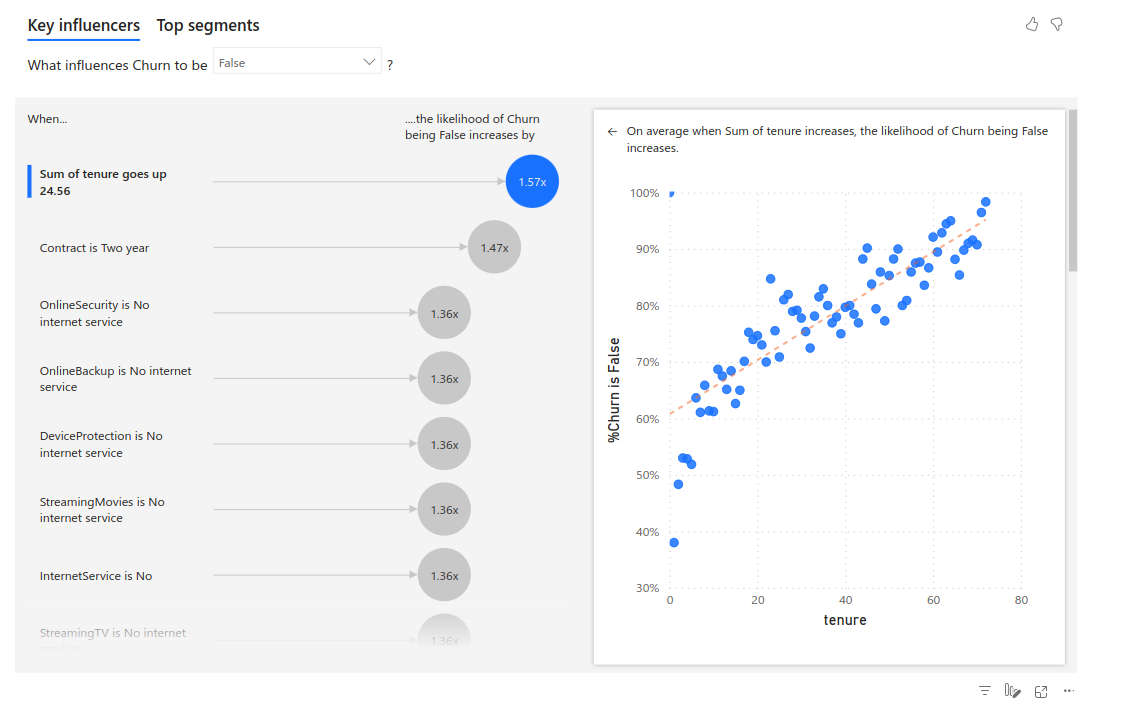 Key influencers Top segments
What influences Churn to be False ?
When...
....the likelihood of Churn
being False increases by
Sum of tenure goes up
24.56
1.57x
Contract is Two year
1.47x
OnlineSecurity is No
internet service
1.36x
OnlineBackup is No internet
service
1.36x
DeviceProtection is No
internet service
1.36x
StreamingMovies is No
internet service
1.36x
InternetService is No
1.36x
StreamingTV is No internet
service
1.36x
← On average when Sum of tenure increases, the likelihood of Churn being False
increases.
100%
90%
80%
70%
60%
50%
40%
30%
%Churn is False
0 20 40 60 80
tenure